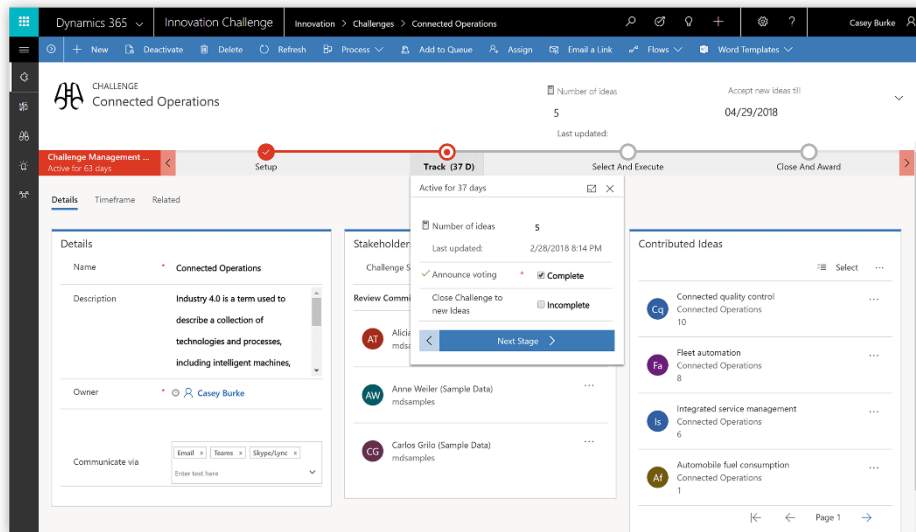 Dynamics 365
Innovation Challenge
Innovation > Challenges > Connected Operations
?
Casey Burke
+ New
Deactivate
Delete
Refresh
Process
Add to Queue
Assign
Email a Link
Flows
Word Templates
CHALLENGE
Connected Operations
Number of ideas
5
Last updated:
Accept new ideas till
04/29/2018
Challenge Management ...
Active for 63 days
Setup
Track (37 D)
Select And Execute
Close And Award
Active for 37 days
Number of ideas 5
Last updated: 2/28/2018 8:14 PM
Announce voting * Complete
Close Challenge to
new Ideas
Incomplete
Next Stage
Details
Timeframe
Related
Details
Name * Connected Operations
Description
Industry 4.0 is a term used to
describe a collection of
technologies and processes,
including intelligent machines,
Owner * Casey Burke
Communicate via
Email x Teams x Skype/Lync x
Enter text here
Stakeholder
Challenge S
Review Commi
AT
Alicia
mdsa
AW
Anne Weiler (Sample Data)
mdsamples
...
CG
Carlos Grilo (Sample Data)
mdsamples
...
Contributed Ideas
Select ...
Cq
Connected quality control
Connected Operations
10
...
Fa
Fleet automation
Connected Operations
8
...
Is
Integrated service management
Connected Operations
6
...
Af
Automobile fuel consumption
Connected Operations
1
...
Page 1